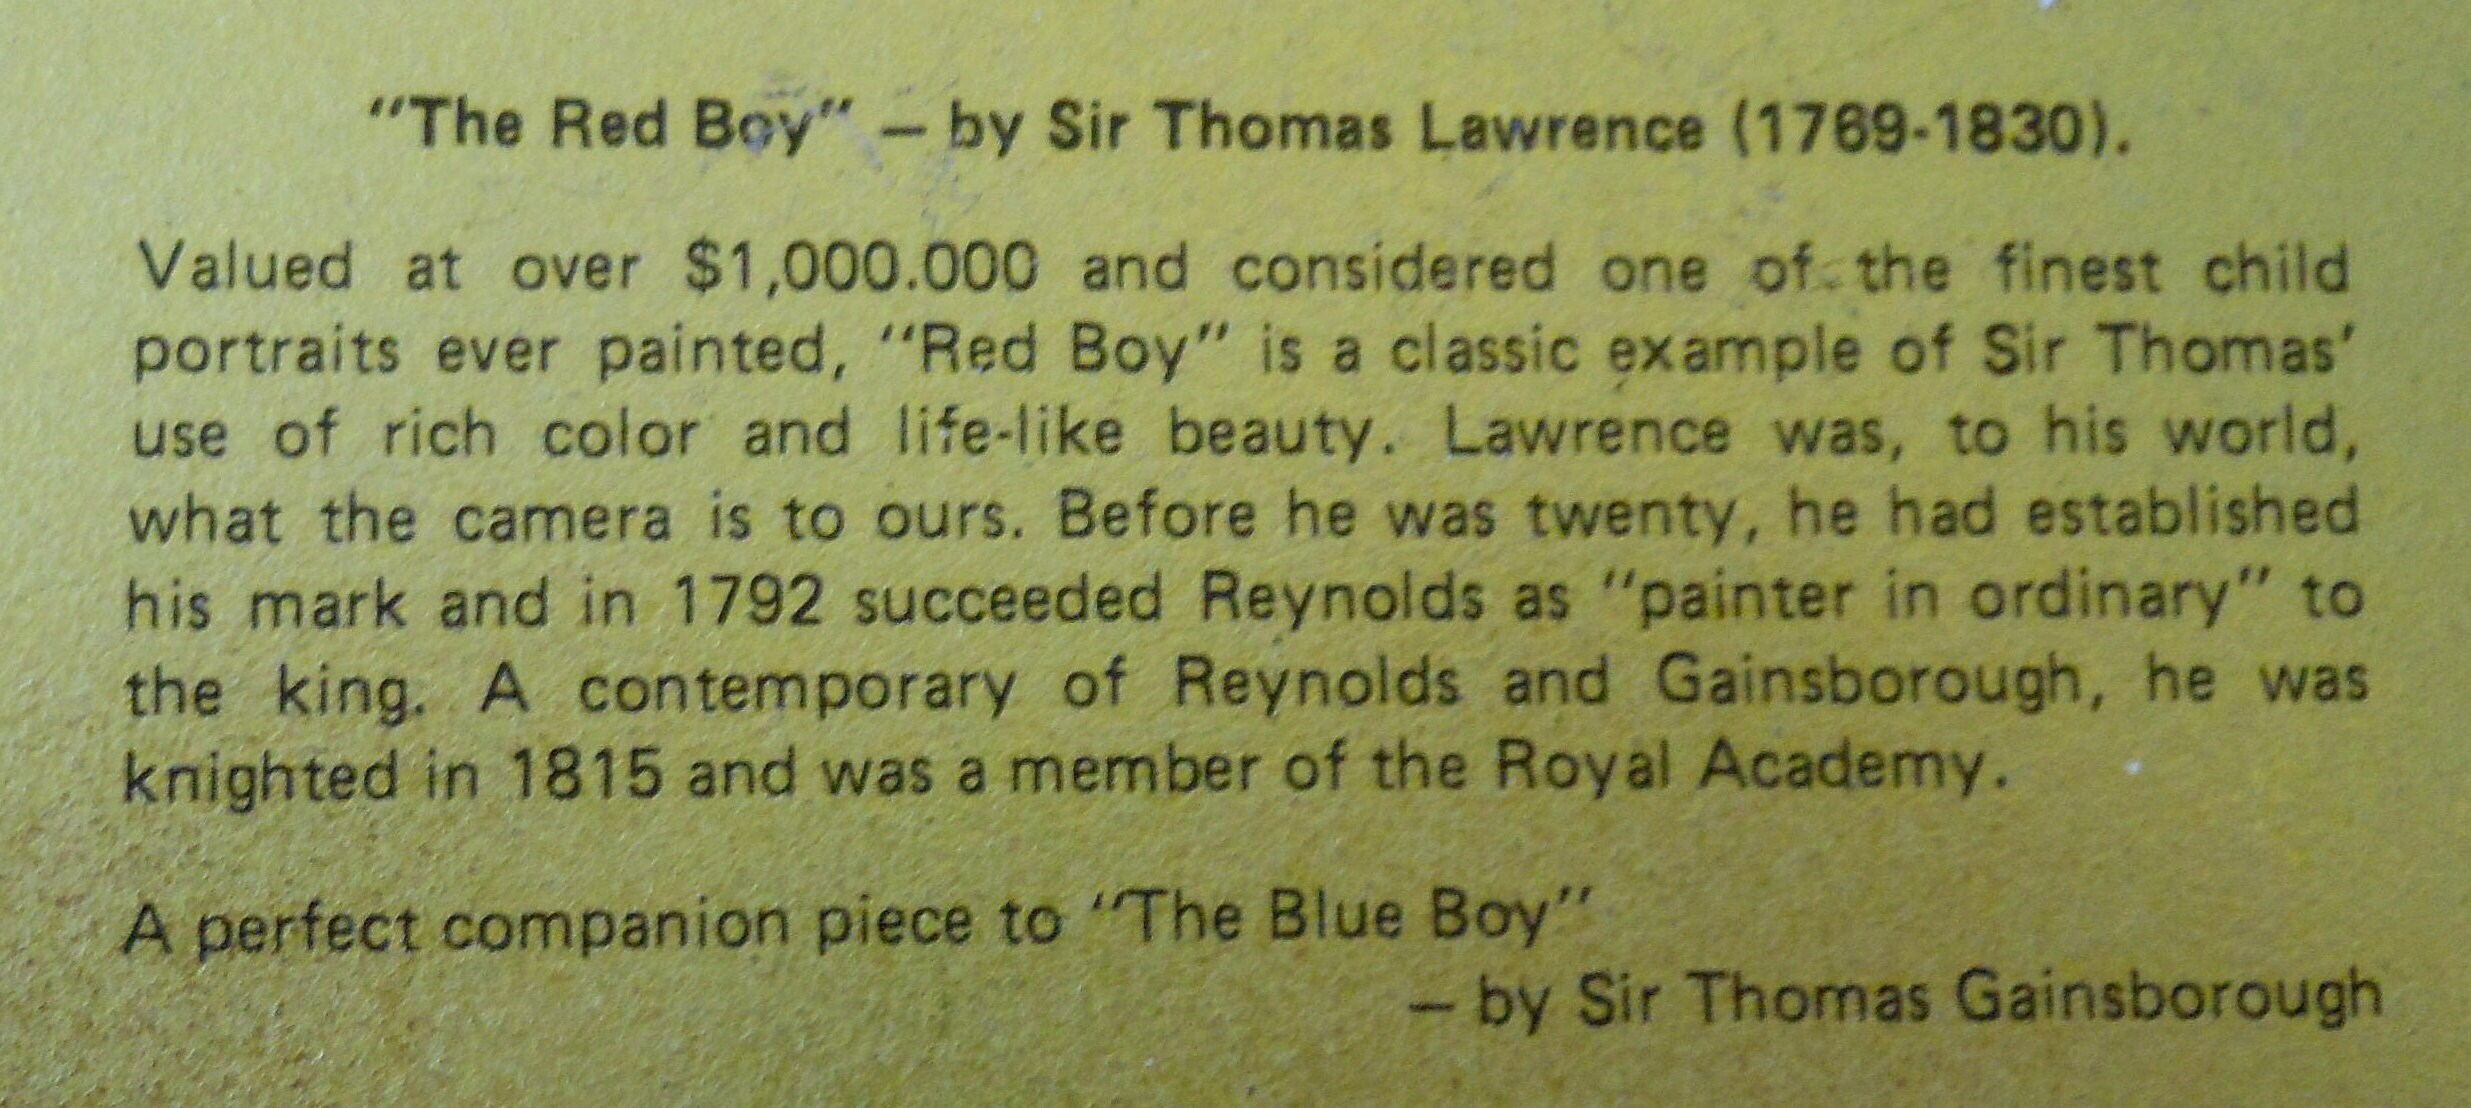 "The Red Boy" — by Sir Thomas Lawrence (1769-1830).
Valued at over $1,000.000 and considered one of the finest child
portraits ever painted, "Red Boy" is a classic example of Sir Thomas'
use of rich color and life-like beauty. Lawrence was, to his world,
what the camera is to ours. Before he was twenty, he had established
his mark and in 1792 succeeded Reynolds as "painter in ordinary" to
the king. A contemporary of Reynolds and Gainsborough, he was
knighted in 1815 and was a member of the Royal Academy.
A perfect companion piece to "The Blue Boy"
— by Sir Thomas Gainsborough